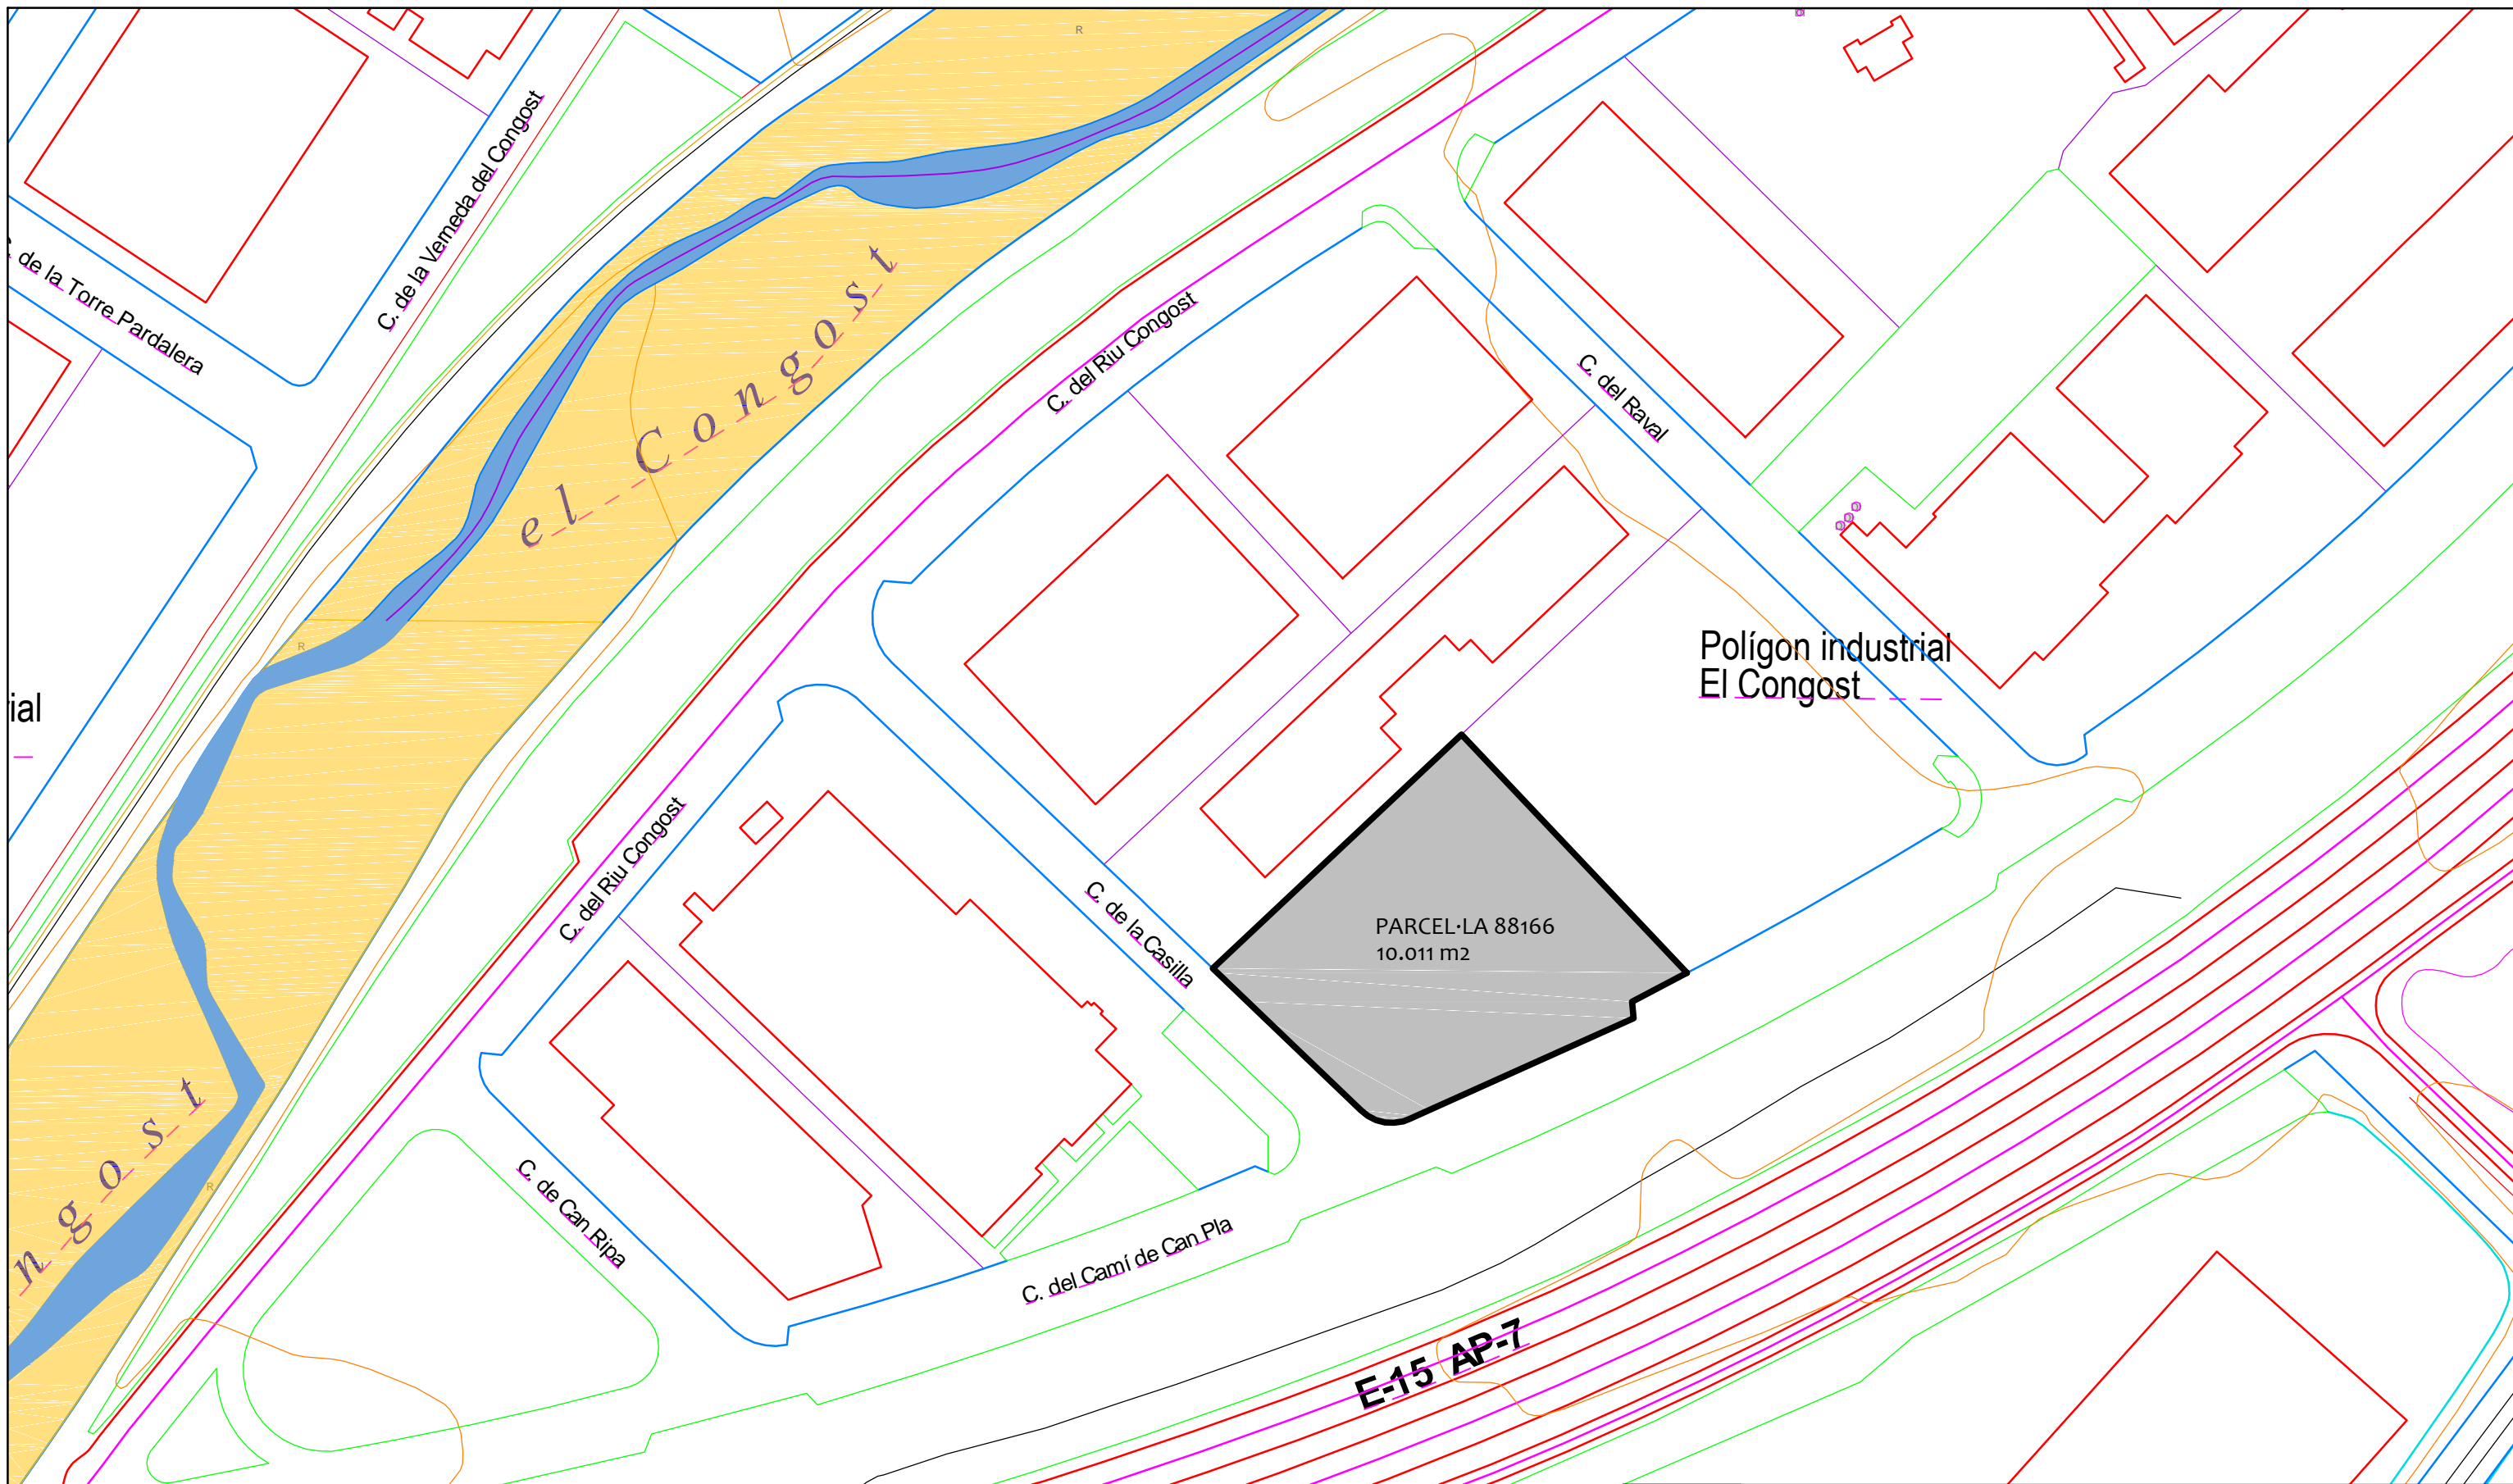 R
C. de la Verneda del Congost
C. de la Torre Pardalera
el Congost
C. del Riu Congost
C. del Raval
Polígon industrial
El Congost
R
ial
C. del Riu Congost
C. de la Casilla
PARCEL·LA 88166
10.011 m2
ngost
R
C. de Can Ripa
C. del Camí de Can Pla
E-15 AP-7